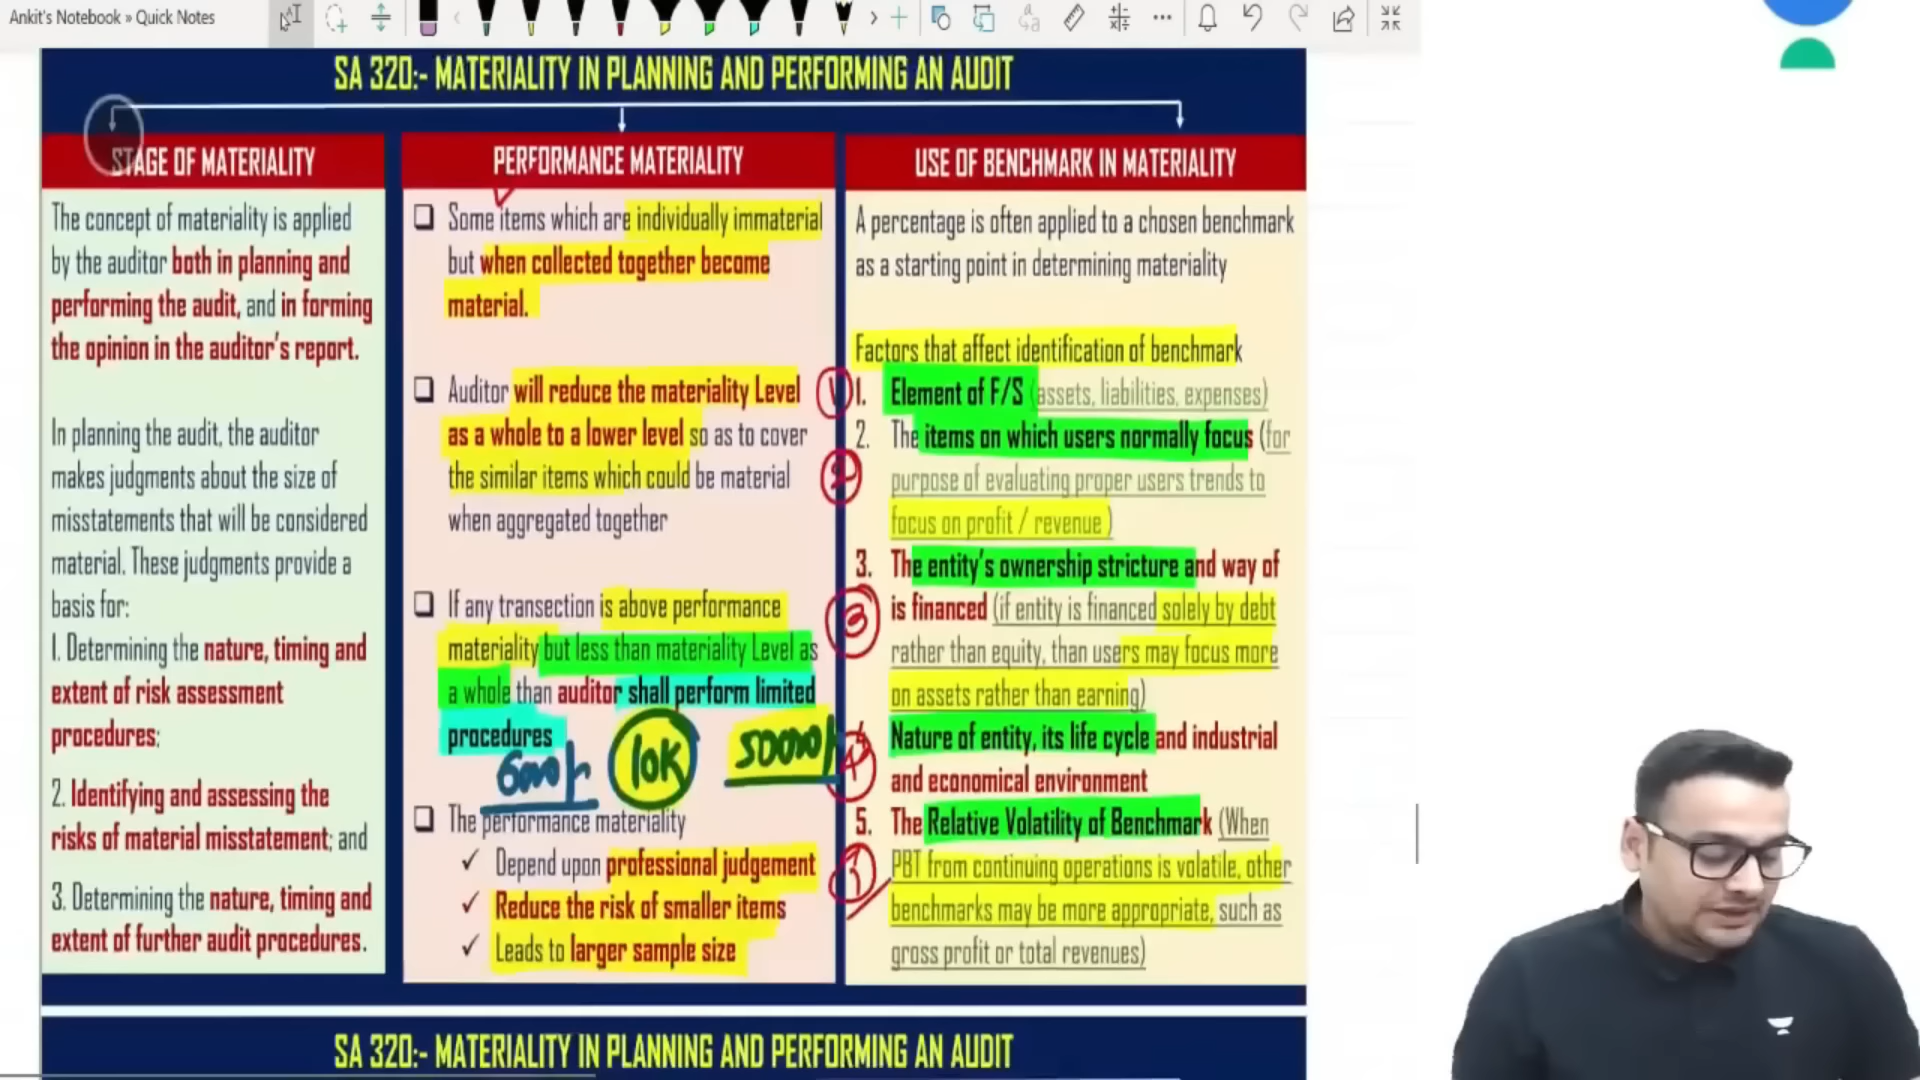 Ankit's Notebook » Quick Notes
SA 320:- MATERIALITY IN PLANNING AND PERFORMING AN AUDIT
STAGE OF MATERIALITY
The concept of materiality is applied
by the auditor both in planning and
performing the audit, and in forming
the opinion in the auditor's report.
In planning the audit, the auditor
makes judgments about the size of
misstatements that will be considered
material. These judgments provide a
basis for:
1. Determining the nature, timing and
extent of risk assessment
procedures;
2. Identifying and assessing the
risks of material misstatement; and
3. Determining the nature, timing and
extent of further audit procedures.
PERFORMANCE MATERIALITY
Some items which are individually immaterial
but when collected together become
material.
Auditor will reduce the materiality Level
as a whole to a lower level so as to cover
the similar items which could be material
when aggregated together
If any transection is above performance
materiality but less than materiality Level as
a whole than auditor shall perform limited
procedures
6000/- 10K 50000/-
The performance materiality
✓ Depend upon professional judgement
✓ Reduce the risk of smaller items
✓ Leads to larger sample size
USE OF BENCHMARK IN MATERIALITY
A percentage is often applied to a chosen benchmark
as a starting point in determining materiality
Factors that affect identification of benchmark
1. Element of F/S (assets, liabilities, expenses)
2. The items on which users normally focus (for
purpose of evaluating proper users trends to
focus on profit / revenue )
3. The entity's ownership stricture and way of
is financed (if entity is financed solely by debt
rather than equity, than users may focus more
on assets rather than earning)
4. Nature of entity, its life cycle and industrial
and economical environment
5. The Relative Volatility of Benchmark (When
PBT from continuing operations is volatile, other
benchmarks may be more appropriate, such as
gross profit or total revenues)
1
2
3
4
SA 320:- MATERIALITY IN PLANNING AND PERFORMING AN AUDIT